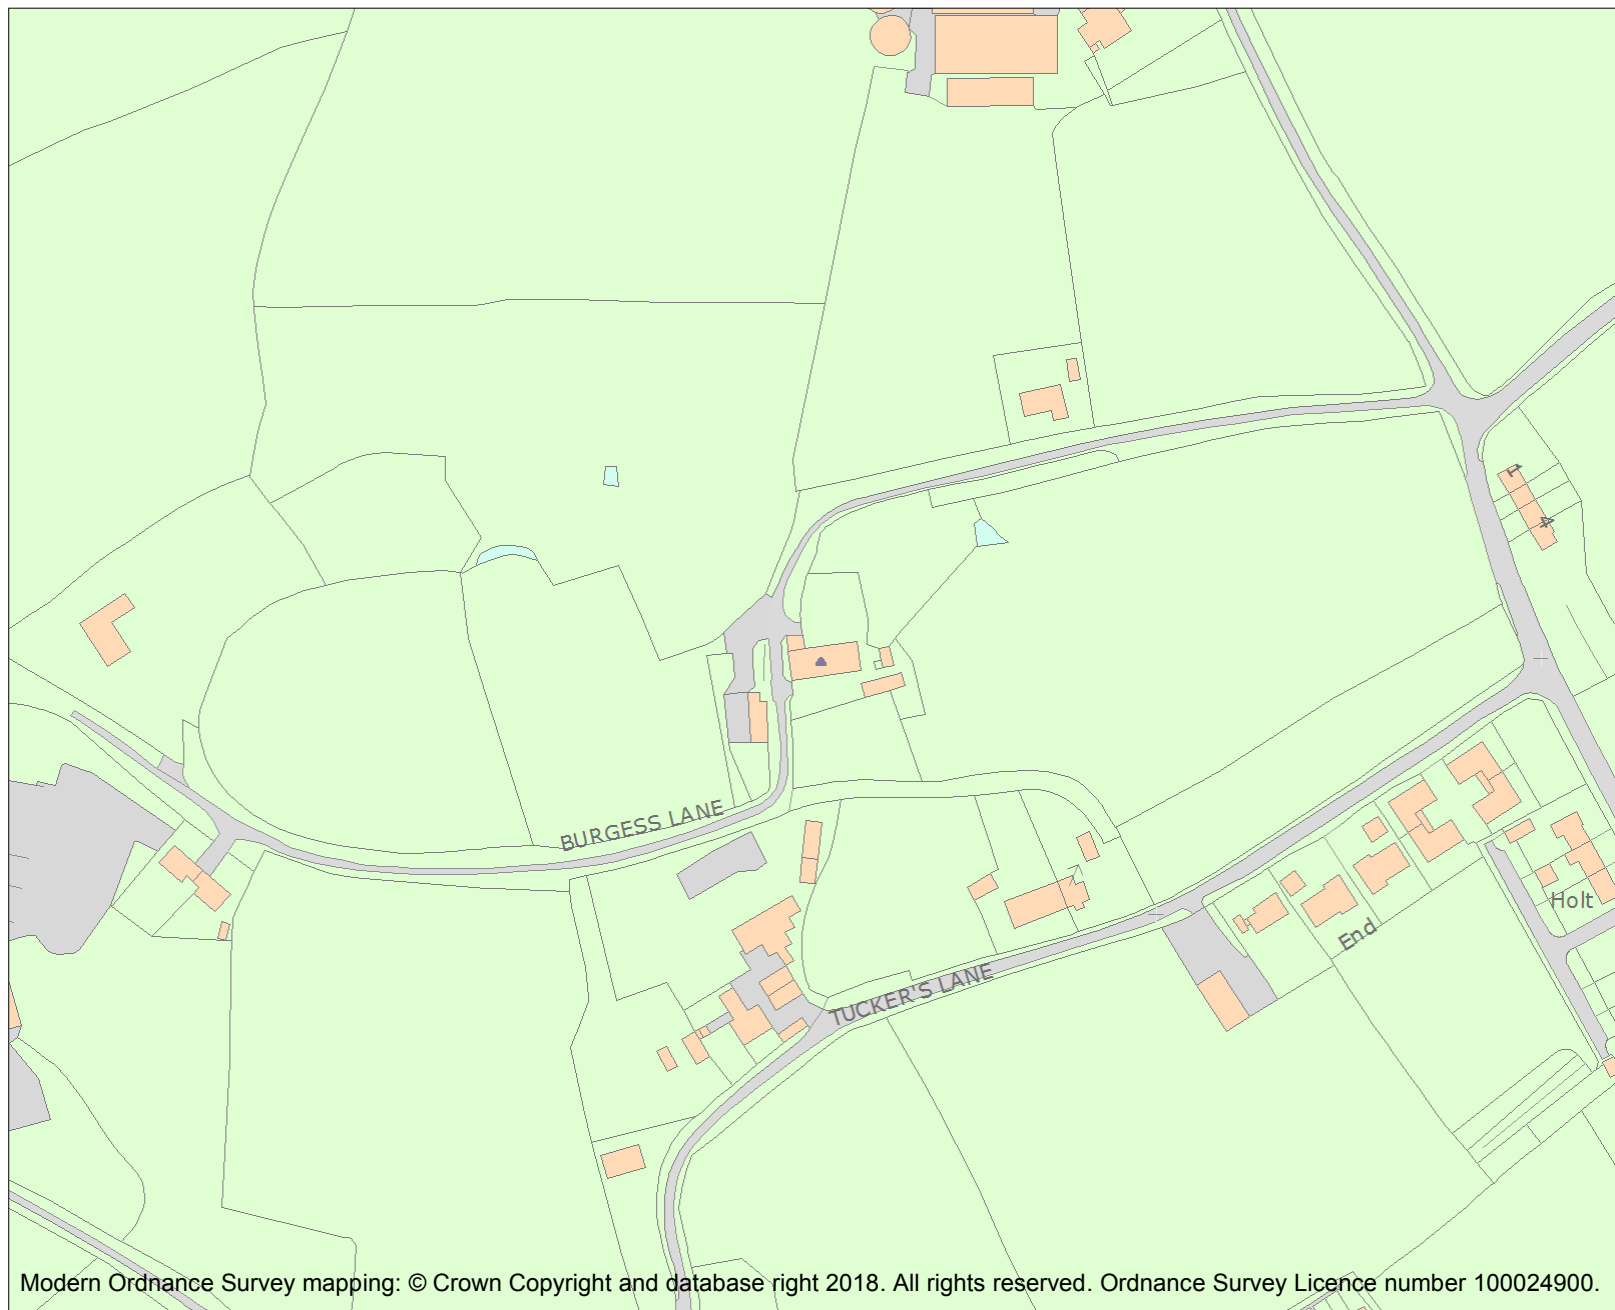 1
4
BURGESS LANE
Holt
End
TUCKER'S LANE
Modern Ordnance Survey mapping: © Crown Copyright and database right 2018. All rights reserved. Ordnance Survey Licence number 100024900.